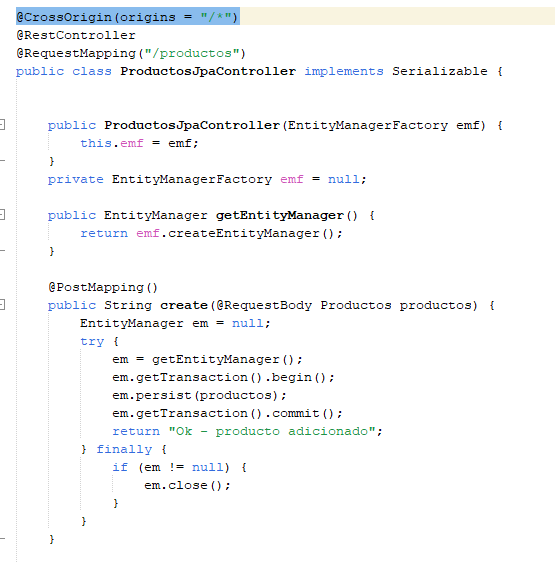 @CrossOrigin(origins = "/*")
@RestController
@RequestMapping("/productos")
public class ProductosJpaController implements Serializable {
public ProductosJpaController(EntityManagerFactory emf) {
this.emf = emf;
}
private EntityManagerFactory emf = null;
public EntityManager getEntityManager() {
return emf.createEntityManager();
}
@PostMapping()
public String create(@RequestBody Productos productos) {
EntityManager em = null;
try {
em = getEntityManager();
em.getTransaction().begin();
em.persist(productos);
em.getTransaction().commit();
return "Ok - producto adicionado";
} finally {
if (em != null) {
em.close();
}
}
}